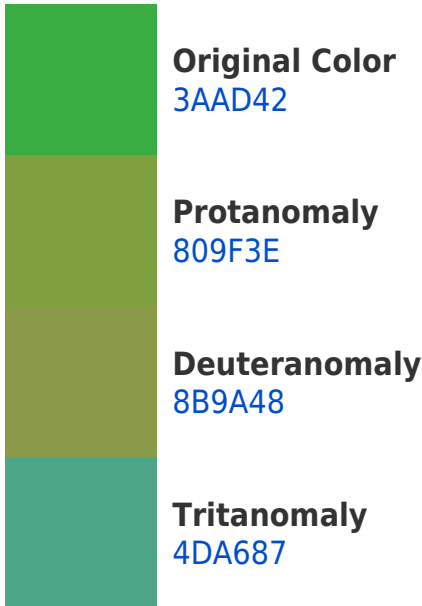 Original Color
3AAD42
Protanomaly
809F3E
Deuteranomaly
8B9A48
Tritanomaly
4DA687